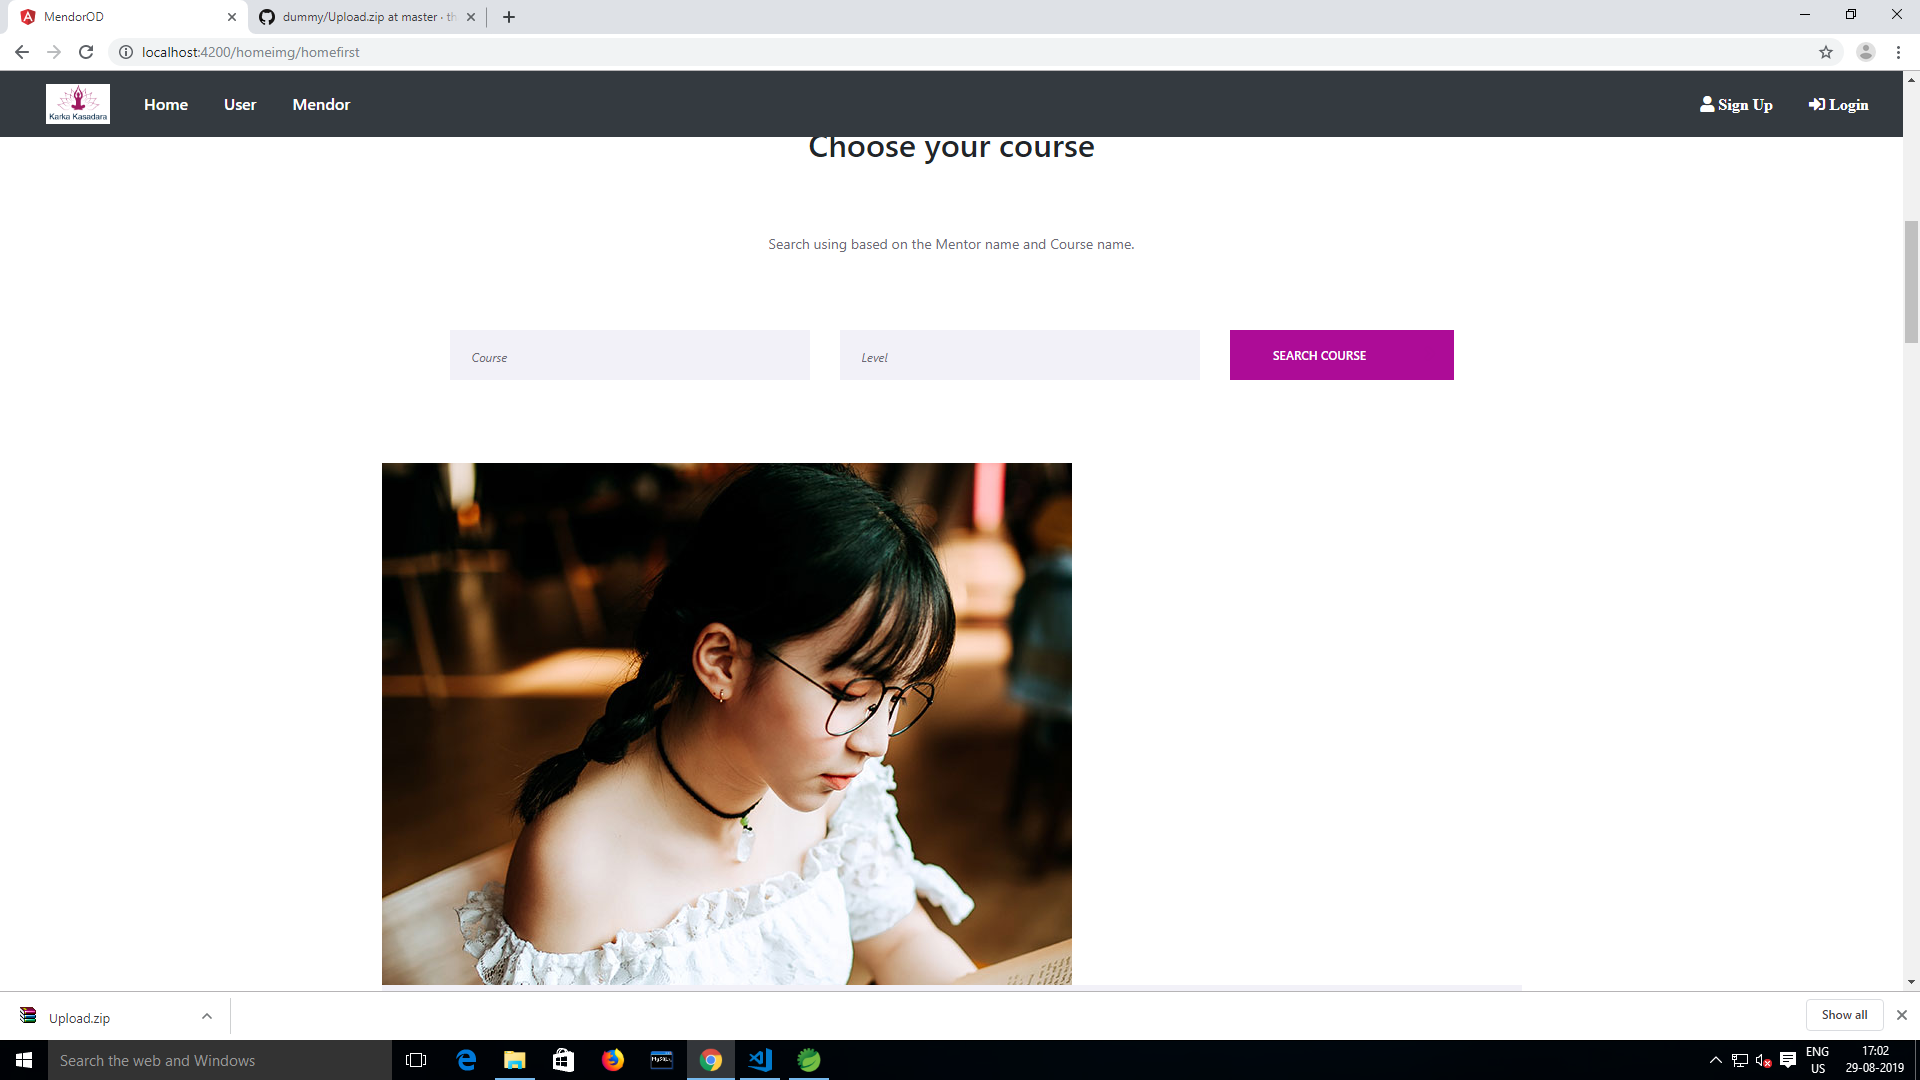 MendorOD
dummy/Upload.zip at master · th
localhost:4200/homeimg/homefirst
Karka Kasadara
Home
User
Mendor
Sign Up
Login
Choose your course
Search using based on the Mentor name and Course name.
Course
Level
SEARCH COURSE
Upload.zip
Show all
Search the web and Windows
MySQL
ENG
US
17:02
29-08-2019